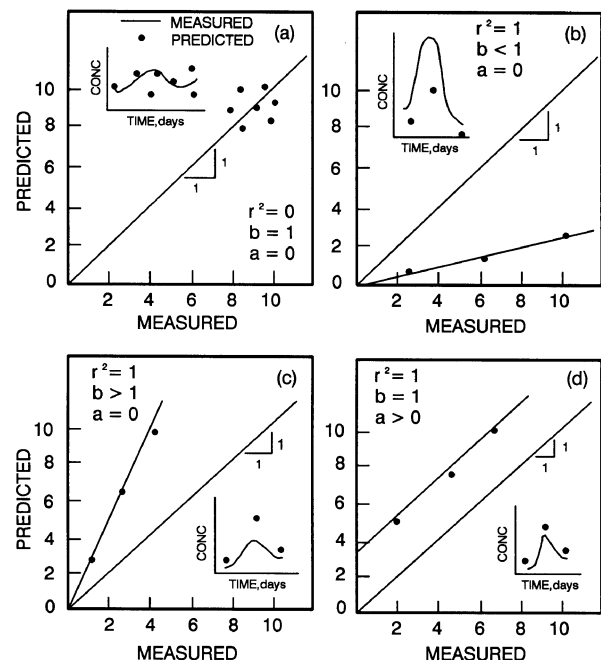 MEASURED
PREDICTED
(a)
CONC
TIME,days
PREDICTED
10
8
6
4
2
0
1
1
r²=0
b = 1
a = 0
0 2 4 6 8 10
MEASURED
(b)
r²= 1
b < 1
a = 0
CONC
TIME,days
10
8
6
4
2
0
1
1
0 2 4 6 8 10
MEASURED
(c)
r²= 1
b > 1
a = 0
PREDICTED
10
8
6
4
2
0
1
1
CONC
TIME,days
0 2 4 6 8 10
MEASURED
(d)
r²= 1
b = 1
a > 0
10
8
6
4
2
0
1
1
CONC
TIME,days
2 4 6 8 10
MEASURED